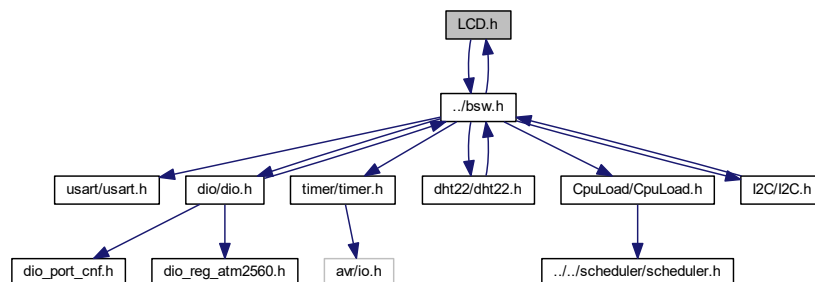 LCD.h
../bsw.h
usart/usart.h
dio/dio.h
timer/timer.h
dht22/dht22.h
CpuLoad/CpuLoad.h
I2C/I2C.h
dio_port_cnf.h
dio_reg_atm2560.h
avr/io.h
../../scheduler/scheduler.h